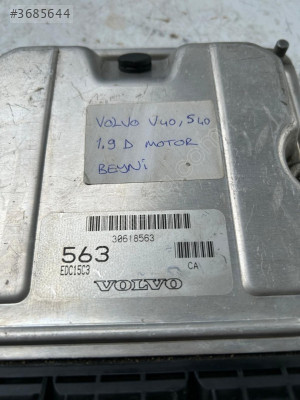 #3685644
VOLVO V40, S40
1.9 D MOTOR
BEYNİ
30618563
563
EDC15C3
CA
VOLVO